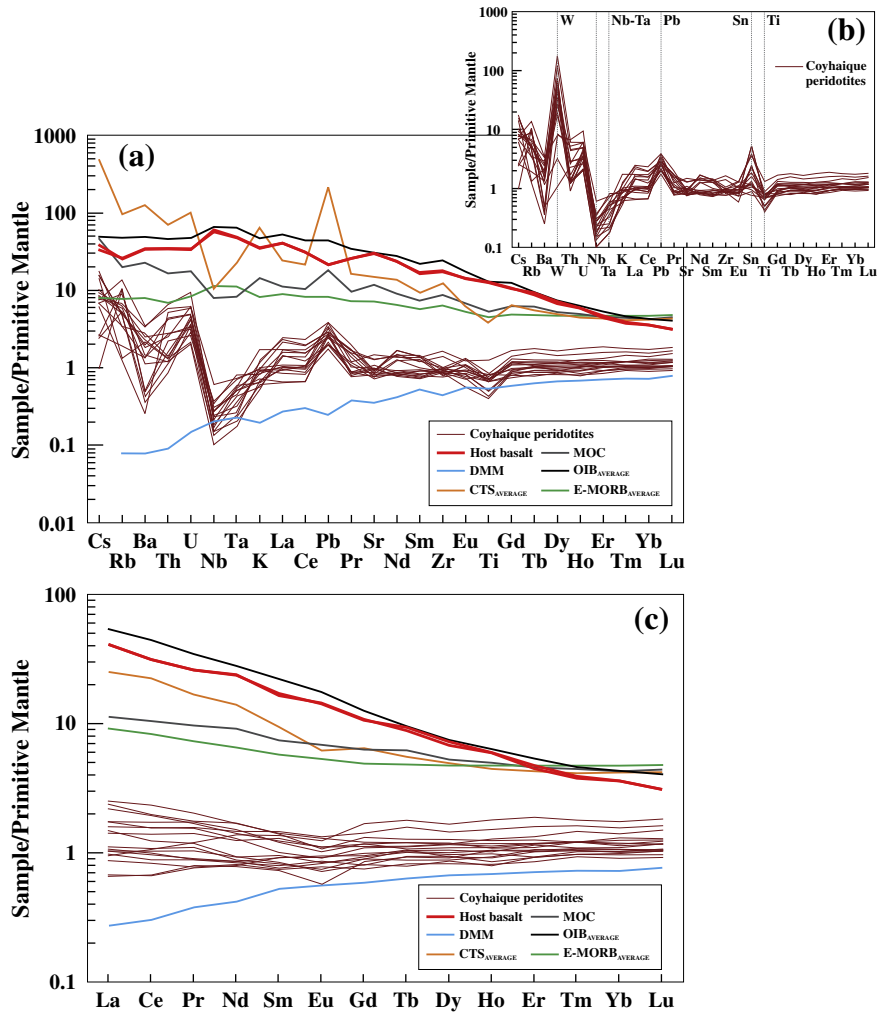 (a)
Sample/Primitive Mantle
1000
100
10
1
0.1
0.01
Cs Ba U Ta La Pb Sr Sm Eu Gd Dy Er Yb
Rb Th Nb K Ce Pr Nd Zr Ti Tb Ho Tm Lu
Coyhaique peridotites
Host basalt MOC
DMM OIBAVERAGE
CTSAVERAGE E-MORBAVERAGE
(b)
Sample/Primitive Mantle
1000
100
10
1
0.1
W Nb-Ta Pb Sn Ti
Coyhaique
peridotites
Cs Ba Th Nb K Ce Pr Nd Zr Sn Gd Dy Er Yb
Rb W U Ta La Pb Sr Sm Eu Ti Tb Ho Tm Lu
(c)
Sample/Primitive Mantle
100
10
1
0.1
La Ce Pr Nd Sm Eu Gd Tb Dy Ho Er Tm Yb Lu
Coyhaique peridotites
Host basalt MOC
DMM OIBAVERAGE
CTSAVERAGE E-MORBAVERAGE